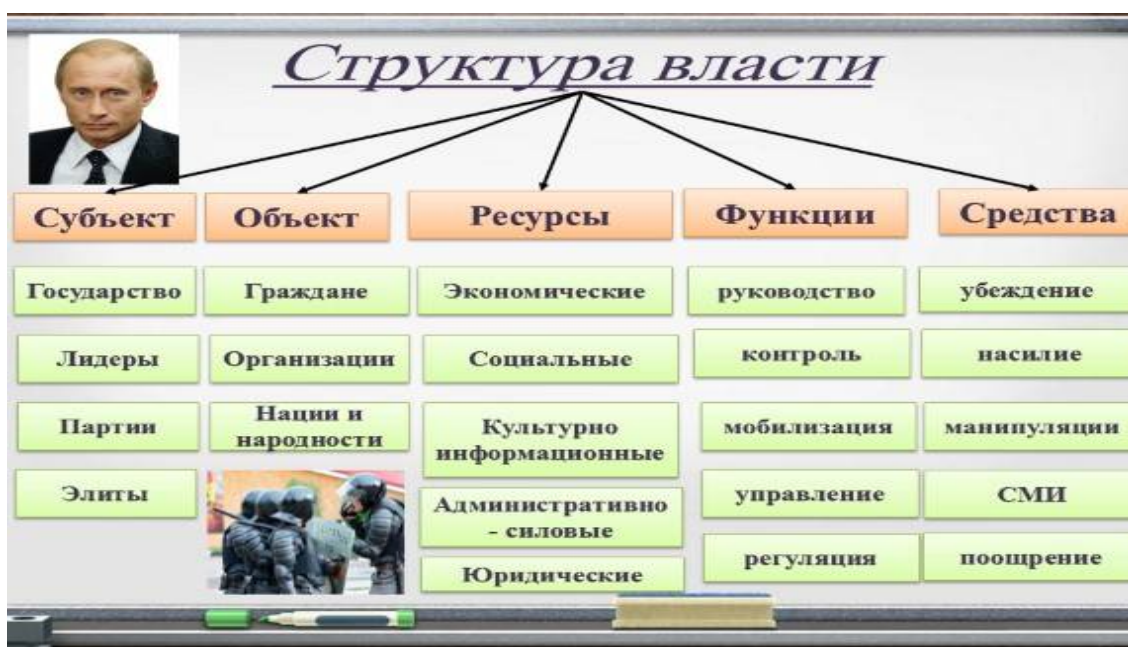 Структура власти
Субъект
Объект
Ресурсы
Функции
Средства
Государство
Граждане
Экономические
руководство
убеждение
Лидеры
Организации
Социальные
контроль
насилие
Партии
Нации и
народности
Культурно
информационные
мобилизация
манипуляции
Элиты
Административно
- силовые
управление
СМИ
Юридические
регуляция
поощрение